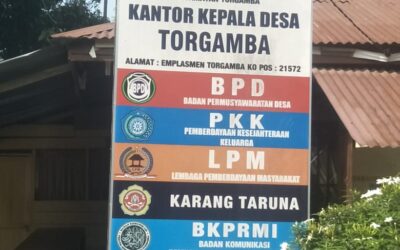 KANTOR KEPALA DESA
TORGAMBA
ALAMAT : EMPLASMEN TORGAMBA KO POS : 21572
BPD
BPD
BADAN PERMUSYAWARATAN DESA
PKK
PEMBERDAYAAN KESEJAHTERAAN
KELUARGA
LPM
LEMBAGA PEMBERDAYAAN MASYARAKAT
KARANG TARUNA
BKPRMI
BADAN KOMUNIKASI